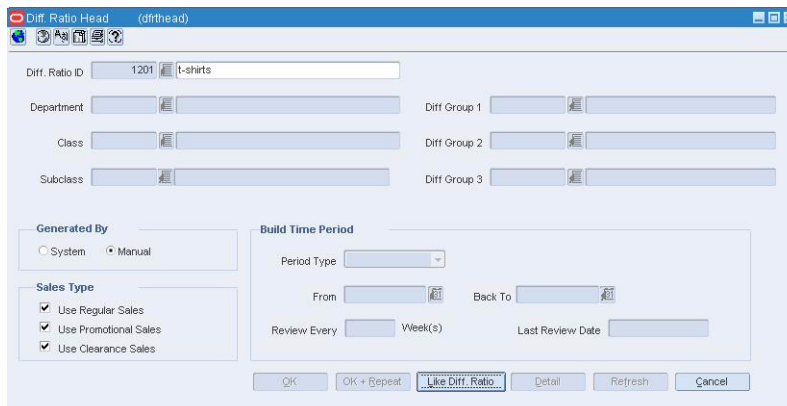 Diff. Ratio Head (dfrthead)
Diff. Ratio ID 1201 t-shirts
Department Diff Group 1
Class Diff Group 2
Subclass Diff Group 3
Generated By Build Time Period
System Manual
Period Type
Sales Type
From Back To
Use Regular Sales
Use Promotional Sales Review Every Week(s) Last Review Date
Use Clearance Sales
OK OK + Repeat Like Diff. Ratio Detail Refresh Cancel